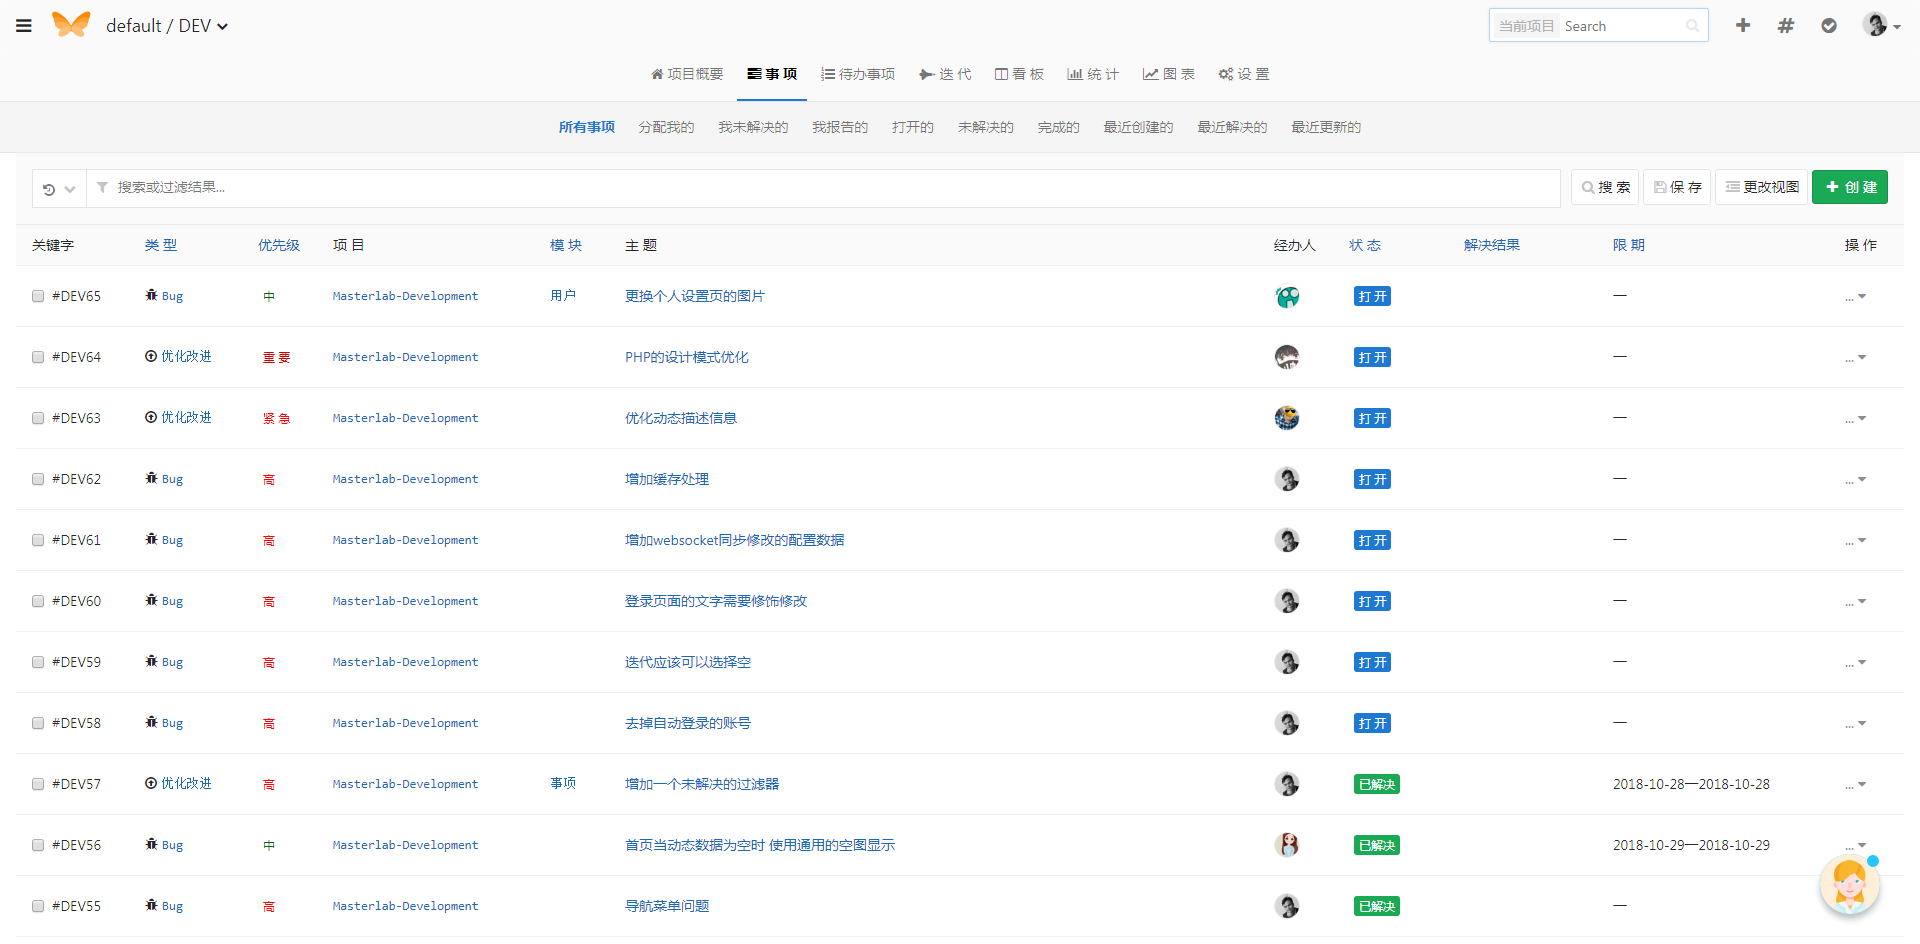 default / DEV
当前项目 Search
项目概要 事 项 待办事项 迭 代 看 板 统 计 图 表 设 置
所有事项 分配我的 我未解决的 我报告的 打开的 未解决的 完成的 最近创建的 最近解决的 最近更新的
搜索或过滤结果... 搜 索 保 存 更改视图 创 建
关键字 类 型 优先级 项 目 模 块 主 题 经办人 状 态 解决结果 限 期 操 作
#DEV65 Bug 中 Masterlab-Development 用户 更换个人设置页的图片 打 开 — ...
#DEV64 优化改进 重 要 Masterlab-Development PHP的设计模式优化 打 开 — ...
#DEV63 优化改进 紧 急 Masterlab-Development 优化动态描述信息 打 开 — ...
#DEV62 Bug 高 Masterlab-Development 增加缓存处理 打 开 — ...
#DEV61 Bug 高 Masterlab-Development 增加websocket同步修改的配置数据 打 开 — ...
#DEV60 Bug 高 Masterlab-Development 登录页面的文字需要修饰修改 打 开 — ...
#DEV59 Bug 高 Masterlab-Development 迭代应该可以选择空 打 开 — ...
#DEV58 Bug 高 Masterlab-Development 去掉自动登录的账号 打 开 — ...
#DEV57 优化改进 高 Masterlab-Development 事项 增加一个未解决的过滤器 已解决 2018-10-28—2018-10-28 ...
#DEV56 Bug 中 Masterlab-Development 首页当动态数据为空时 使用通用的空图显示 已解决 2018-10-29—2018-10-29 ...
#DEV55 Bug 高 Masterlab-Development 导航菜单问题 已解决 —